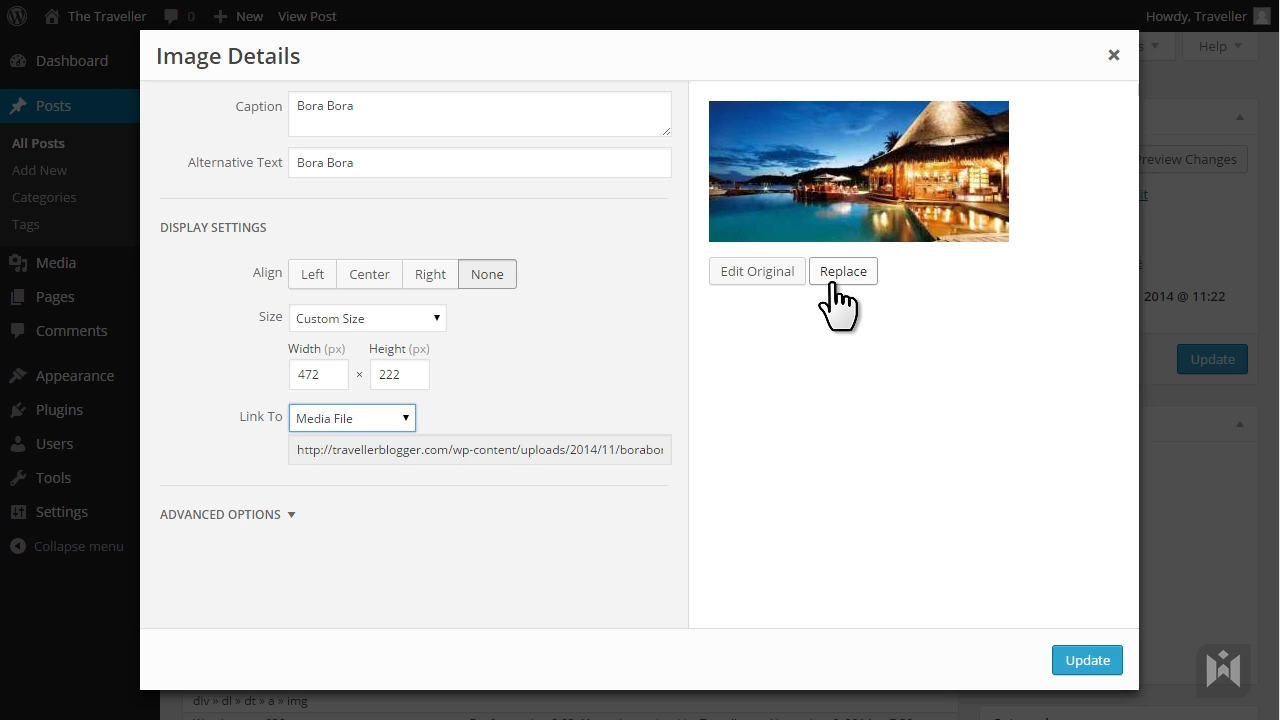 The Traveller 0 New View Post Howdy, Traveller
Image Details
Help
Dashboard
Posts
All Posts
Add New
Categories
Tags
Media
Pages
Comments
Appearance
Plugins
Users
Tools
Settings
Collapse menu
Caption Bora Bora
Alternative Text Bora Bora
DISPLAY SETTINGS
Align Left Center Right None
Size Custom Size
Width (px) Height (px)
472 × 222
Link To Media File
http://travellerblogger.com/wp-content/uploads/2014/11/borabor
ADVANCED OPTIONS
Edit Original Replace
Update
Preview Changes
2014 @ 11:22
Update
div » dl » dt » a » img